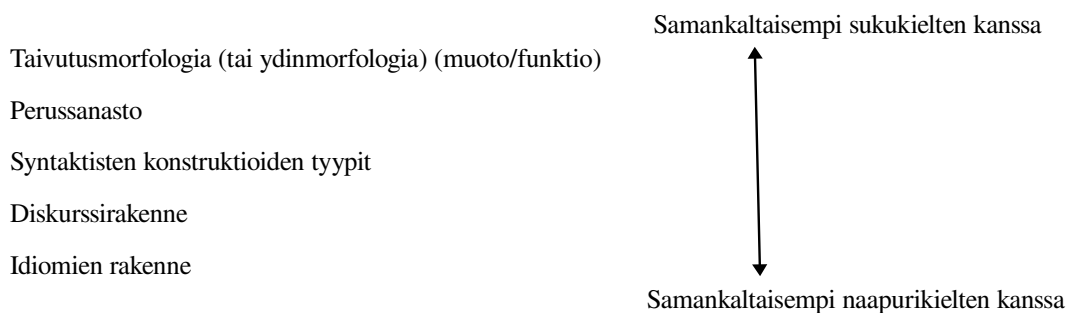 Samankaltaisempi sukukielten kanssa
Taivutusmorfologia (tai ydinmorfologia) (muoto/funktio)
Perussanasto
Syntaktisten konstruktioiden tyypit
Diskurssirakenne
Idiomien rakenne
Samankaltaisempi naapurikielten kanssa